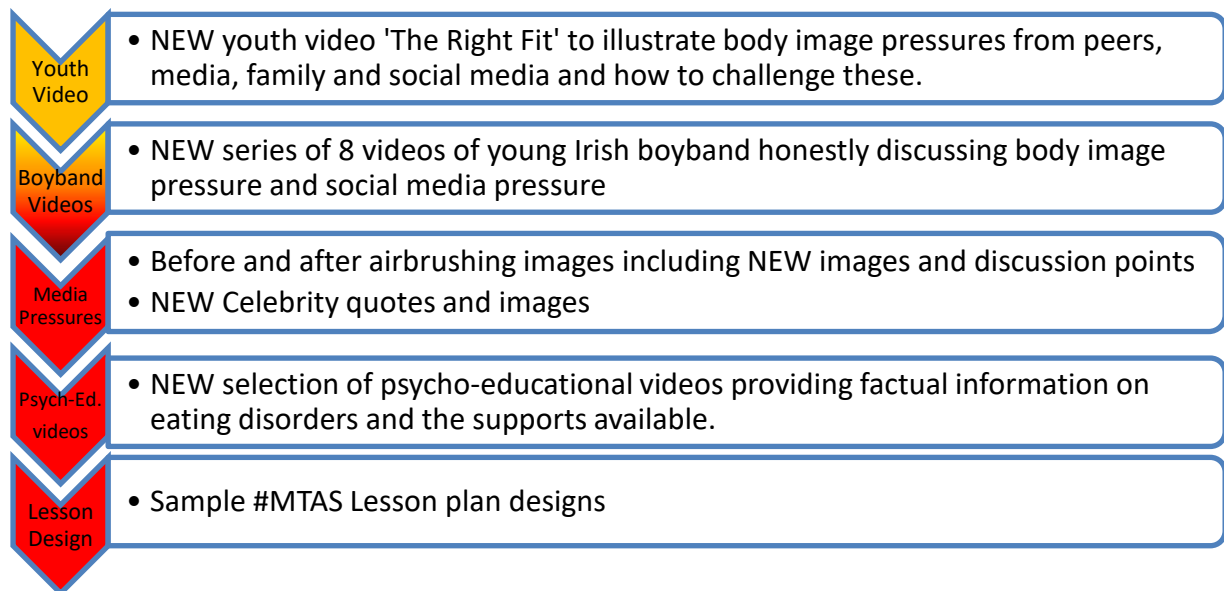 Youth
Video
• NEW youth video 'The Right Fit' to illustrate body image pressures from peers,
media, family and social media and how to challenge these.
Boyband
Videos
• NEW series of 8 videos of young Irish boyband honestly discussing body image
pressure and social media pressure
Media
Pressures
• Before and after airbrushing images including NEW images and discussion points
• NEW Celebrity quotes and images
Psych-Ed.
videos
• NEW selection of psycho-educational videos providing factual information on
eating disorders and the supports available.
Lesson
Design
• Sample #MTAS Lesson plan designs